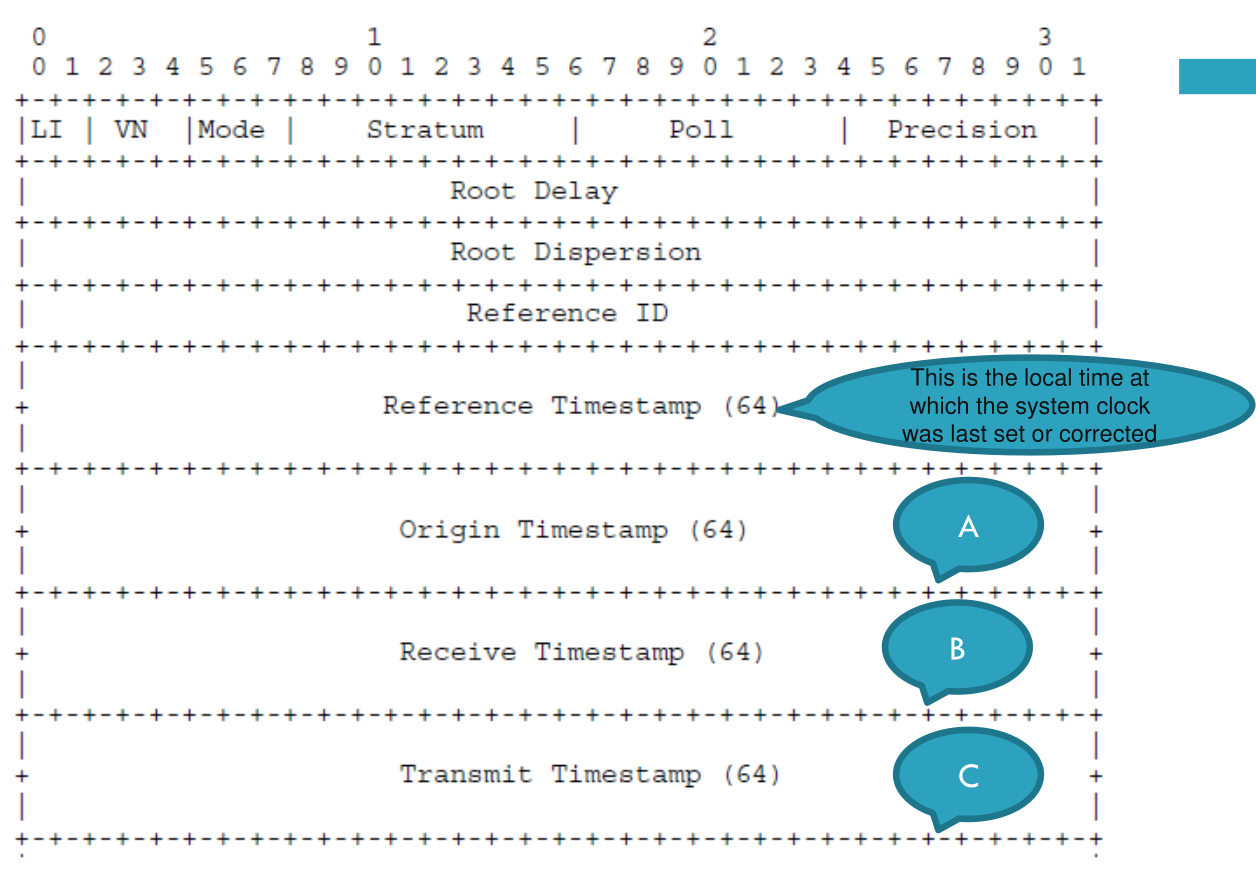 0 1 2 3
0 1 2 3 4 5 6 7 8 9 0 1 2 3 4 5 6 7 8 9 0 1 2 3 4 5 6 7 8 9 0 1
+-+-+-+-+-+-+-+-+-+-+-+-+-+-+-+-+-+-+-+-+-+-+-+-+-+-+-+-+-+-+-+-+
|LI | VN |Mode | Stratum | Poll | Precision |
+-+-+-+-+-+-+-+-+-+-+-+-+-+-+-+-+-+-+-+-+-+-+-+-+-+-+-+-+-+-+-+-+
| Root Delay |
+-+-+-+-+-+-+-+-+-+-+-+-+-+-+-+-+-+-+-+-+-+-+-+-+-+-+-+-+-+-+-+-+
| Root Dispersion |
+-+-+-+-+-+-+-+-+-+-+-+-+-+-+-+-+-+-+-+-+-+-+-+-+-+-+-+-+-+-+-+-+
| Reference ID |
+-+-+-+-+-+-+-+-+-+-+-+-+-+-+-+-+-+-+-+-+-+-+-+-+-+-+-+-+-+-+-+-+
|
+ Reference Timestamp (64)
|
This is the local time at
which the system clock
was last set or corrected
+-+-+-+-+-+-+-+-+-+-+-+-+-+-+-+-+-+-+-+-+-+-+-+-+-+-+-+-+-+-+-+-+
| |
+ Origin Timestamp (64) A +
| |
+-+-+-+-+-+-+-+-+-+-+-+-+-+-+-+-+-+-+-+-+-+-+-+-+-+-+-+-+-+-+-+-+
| |
+ Receive Timestamp (64) B +
| |
+-+-+-+-+-+-+-+-+-+-+-+-+-+-+-+-+-+-+-+-+-+-+-+-+-+-+-+-+-+-+-+-+
| |
+ Transmit Timestamp (64) C +
| |
+-+-+-+-+-+-+-+-+-+-+-+-+-+-+-+-+-+-+-+-+-+-+-+-+-+-+-+-+-+-+-+-+